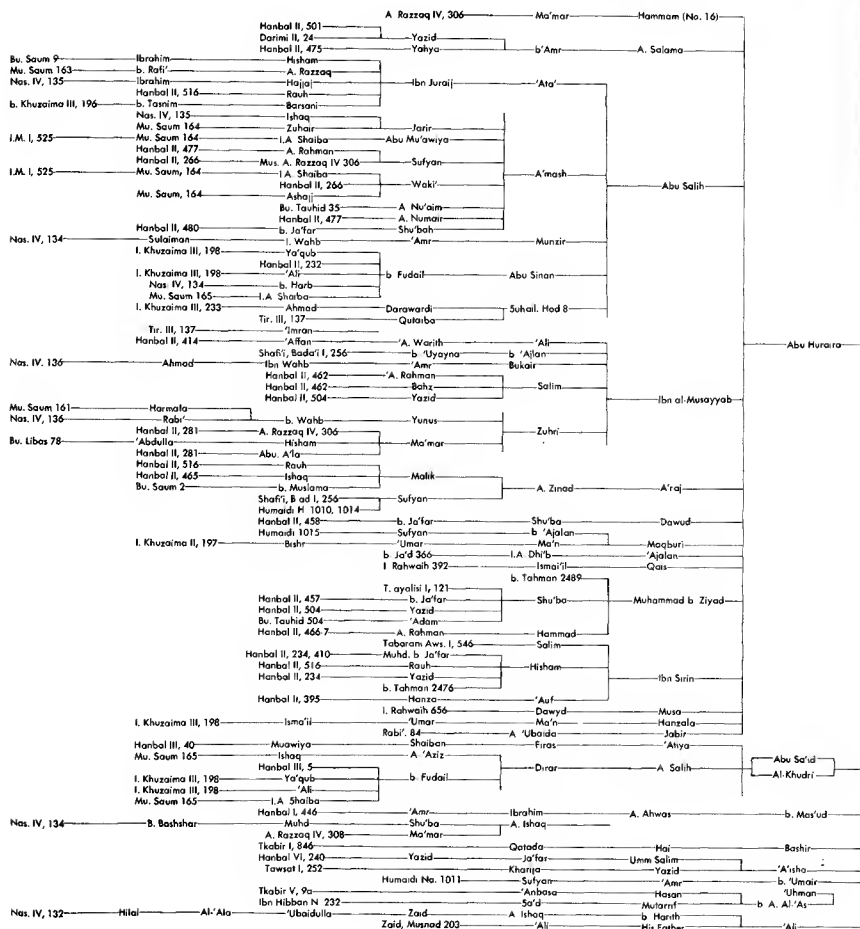 A Razzaq IV, 306 Ma'mar Hammam (No. 16)
Hanbal II, 501
Darimi II, 24 Yazid
Hanbal II, 475 Yahya b'Amr A. Salama
Bu. Saum 9 Ibrahim Hisham
Mu. Saum 163 b. Rafi' A. Razzaq
Nas. IV, 135 Ibrahim Hajjaj Ibn Juraij 'Ata'
Hanbal II, 516 Rauh
b. Khuzaima III, 196 b. Tasnim Barsani
Nas. IV, 135 Ishaq
Mu. Saum 164 Zuhair Jarir
I.M. I, 525 Mu. Saum 164 I.A Shaiba Abu Mu'awiya
Hanbal II, 477 A. Rahman
Hanbal II, 266 Mus. A. Razzaq IV 306 Sufyan A'mash
I.M. I, 525 Mu. Saum, 164 I.A Shaiba
Hanbal II, 266 Waki' Abu Salih
Mu. Saum, 164 Ashajj
Bu. Tauhid 35 A Nu'aim
Hanbal II, 477 A. Numair
Hanbal II, 480 b. Ja'far Shu'bah
Nas. IV, 134 Sulaiman I. Wahb 'Amr Munzir
I. Khuzaima III, 198 Ya'qub
Hanbal II, 232
I. Khuzaima III, 198 'Ali b Fudail Abu Sinan
Nas. IV, 134 b. Harb
Mu. Saum 165 I.A Sharba
I. Khuzaima III, 233 Ahmad Darawardi Suhail. Had 8
Tir. III, 137 Qutaiba
Tir. III, 137 'Imran
Hanbal II, 414 'Affan 'A. Warith 'Ali Abu Huraira
Shafi'i, Bada'i I, 256 b 'Uyayna b 'Ajlan
Nas. IV. 136 Ahmad Ibn Wahb 'Amr Bukair
Hanbal II, 462 'A. Rahman
Hanbal II, 462 Bahz Salim
Hanbal II, 504 Yazid Ibn al-Musayyab
Mu. Saum 161 Harmala
Nas. IV, 136 Rabi' b. Wahb Yunus
Hanbal II, 281 A. Razzaq IV, 306 Zuhri
Bu. Libas 78 'Abdulla Hisham Ma'mar
Hanbal II, 281 Abu. A'la
Hanbal II, 516 Rauh
Hanbal II, 465 Ishaq Malik
Bu. Saum 2 b. Muslama A. Zinad A'raj
Shafi'i, B ad I, 256 Sufyan
Humaidi H 1010, 1014
Hanbal II, 458 b. Ja'far Shu'ba Dawud
Humaidi 1015 Sufyan b 'Ajalan
I. Khuzaima II, 197 Bishr 'Umar Ma'n Maqburi
b. Ja'd 366 I.A. Dhi'b 'Ajalan
I Rahwaih 392 Ismai'il Qais
b. Tahman 2489
T. ayalisi I, 121
Hanbal II, 457 b. Ja'far
Hanbal II, 504 Yazid Shu'ba Muhammad b Ziyad
Bu. Tauhid 504 'Adam
Hanbal II, 466-7 A. Rahman Hammad
Tabarani Aws. I, 546 Salim
Hanbal II, 234, 410 Muhd. b Ja'far
Hanbal II, 516 Rauh Hisham
Hanbal II, 234 Yazid Ibn Sirin
b. Tahman 2476
Hanbal II, 395 Hanza 'Auf
I. Rahwaih 656 Dawyd Musa
I. Khuzaima III, 198 Isma'il 'Umar Ma'n Hanzala
Rabi'. 84 A 'Ubaida Jabir
Hanbal III, 40 Muawiya Shaiban Firas 'Atiya
Mu. Saum 165 Ishaq A 'Aziz Abu Sa'id
Hanbal III, 5 Dirar A Salih
I. Khuzaima III, 198 Ya'qub b Fudail Al-Khudri
I. Khuzaima III, 198 'Ali
Mu. Saum 165 I.A Shaiba
Hanbal I, 446 'Amr Ibrahim A. Ahwas b. Mas'ud
Nas. IV, 134 B. Bashshar Muhd Shu'ba A. Ishaq
A. Razzaq IV, 308 Ma'mar
Tkabir I, 846 Qatada Hai Bashir
Hanbal VI, 240 Yazid Ja'far Umm Salim
Tawsat I, 252 Kharija Yazid 'A'isha
Humaidi No. 1011 Sufyan 'Amr b. 'Umair
Tkabir V, 9a 'Anbasa Hasan 'Uhman
Ibn Hibban N 232 Sa'd Mutarrif b A. Al-'As
Nas. IV, 132 Hilal Al-'Ala 'Ubaidulla Zaid A Ishaq b Harith
Zaid, Musnad 203 'Ali His Father 'Ali